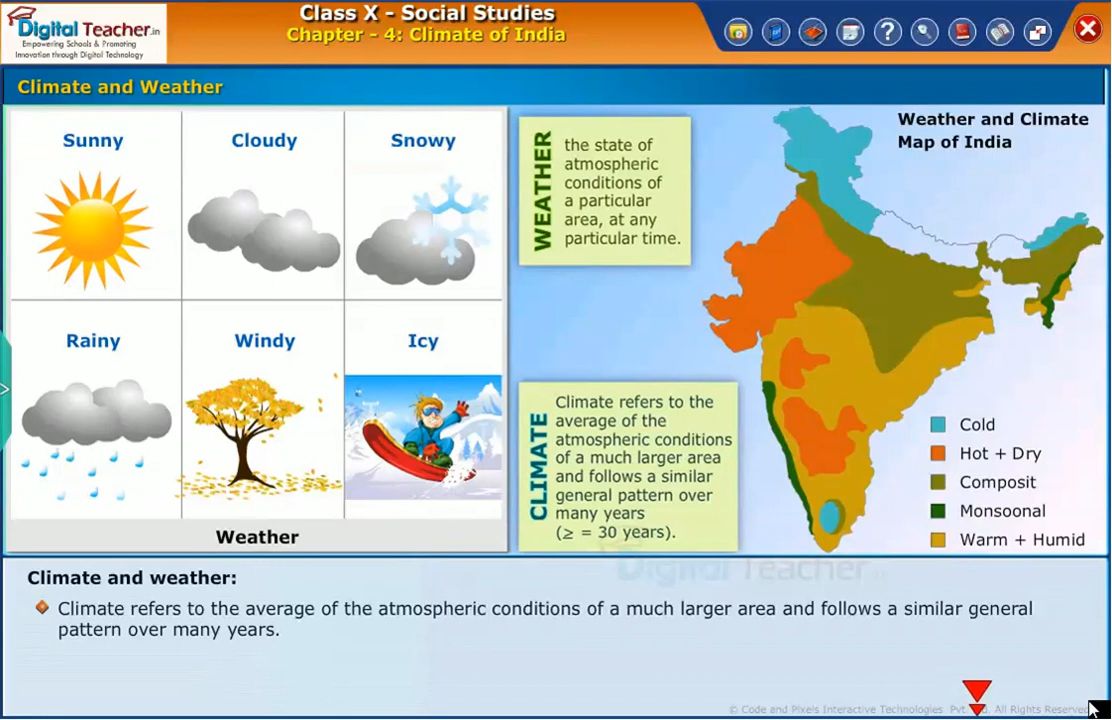 Digital Teacher.in
Empowering Schools & Promoting
Innovation through Digital Technology
Class X - Social Studies
Chapter - 4: Climate of India
Climate and Weather
Sunny
Cloudy
Snowy
Rainy
Windy
Icy
Weather
WEATHER
the state of
atmospheric
conditions of
a particular
area, at any
particular time.
CLIMATE
Climate refers to the
average of the
atmospheric conditions
of a much larger area
and follows a similar
general pattern over
many years
(≥ = 30 years).
Weather and Climate
Map of India
Cold
Hot + Dry
Composit
Monsoonal
Warm + Humid
Digital Teacher.in
Climate and weather:
Climate refers to the average of the atmospheric conditions of a much larger area and follows a similar general
pattern over many years.
© Code and Pixels Interactive Technologies Pvt. Ltd. All Rights Reserved